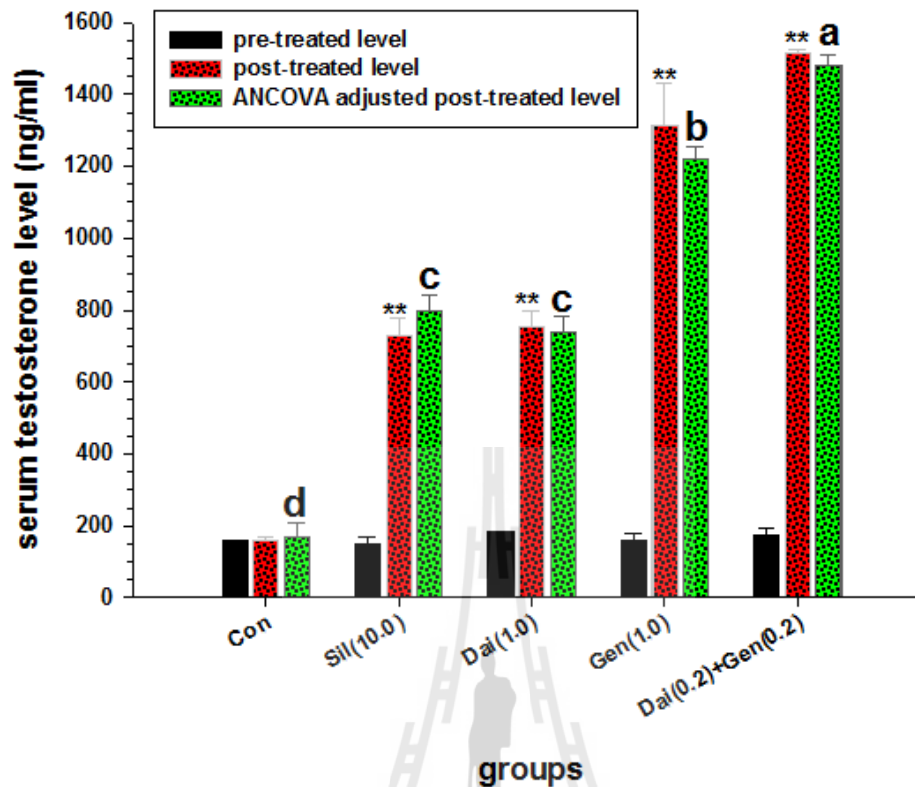 1600
1400
1200
1000
800
600
400
200
0
serum testosterone level (ng/ml)
pre-treated level
post-treated level
ANCOVA adjusted post-treated level
d
** c
** c
** b
** a
Con
Sil(10.0)
Dai(1.0)
Gen(1.0)
Dai(0.2)+Gen(0.2)
groups